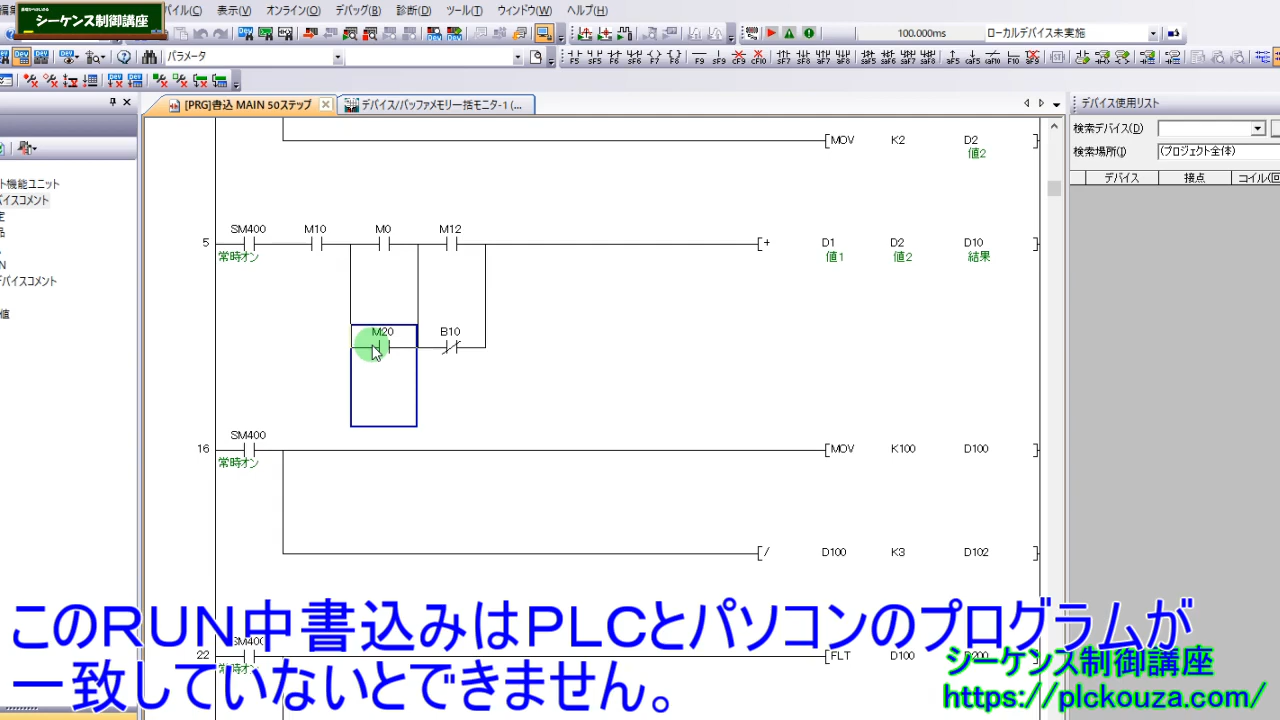 シーケンス制御講座
編集 ァイル(C) 表示(V) オンライン(O) デバッグ(B) 診断(D) ツール(T) ウィンドウ(W) ヘルプ(H)
100.000ms ローカルデバイス未実施
パラメータ
[PRG]書込 MAIN 50ステップ デバイス/バッファメモリ一括モニタ-1 (...
デバイス使用リスト
検索デバイス(D)
検索場所(I) (プロジェクト全体)
デバイス 接点 コイル(回
ト機能ユニット
バイスコメント
デバイスコメント
MOV K2 D2
値2
SM400 M10 M0 M12
5 + D1 D2 D10
常時オン 値1 値2 結果
M20 B10
SM400
16 MOV K100 D100
常時オン
/ D100 K3 D102
SM400
22 FLT D100 D200
常時オン
このRUN中書込みはPLCとパソコンのプログラムが
一致していないとできません。
シーケンス制御講座
https://plckouza.com/